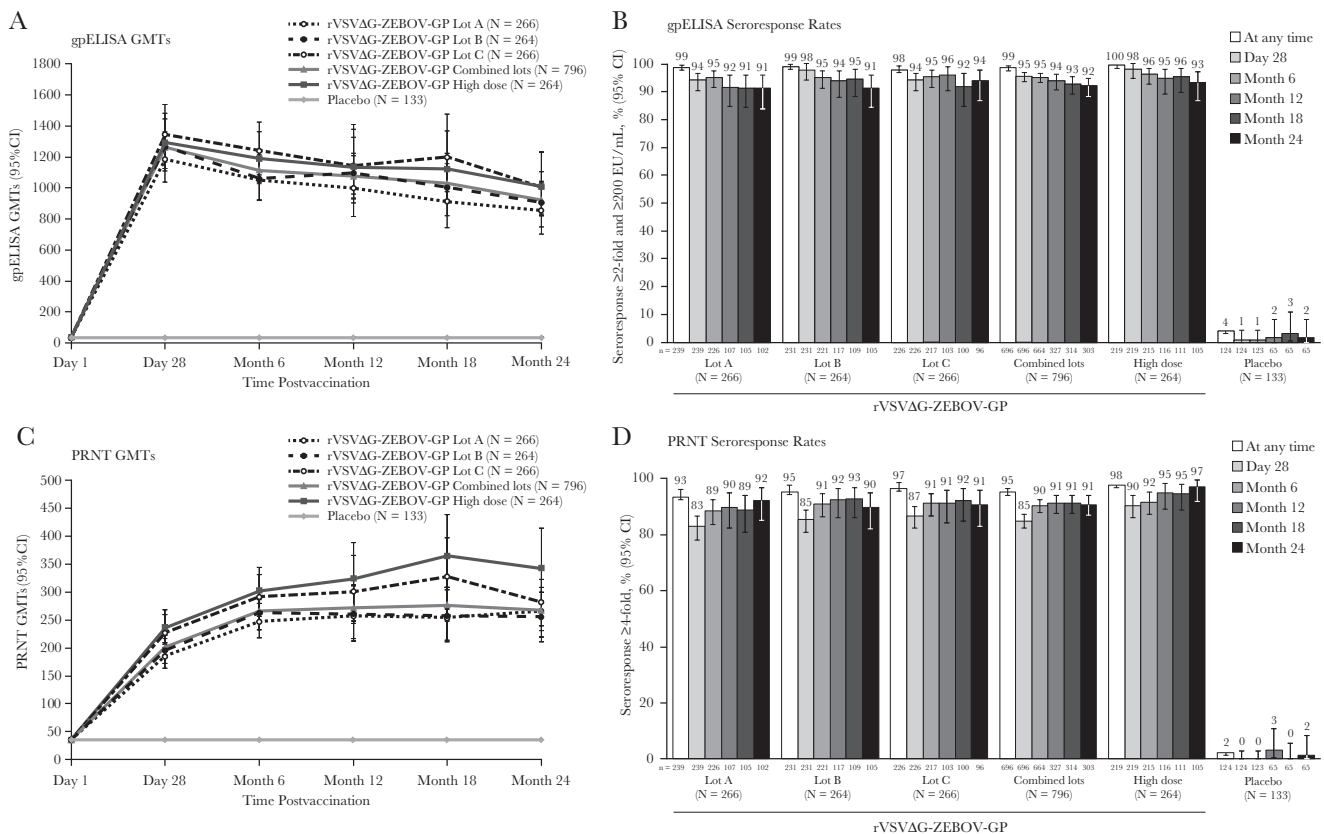 A
gpELISA GMTs
rVSVΔG-ZEBOV-GP Lot A (N = 266)
rVSVΔG-ZEBOV-GP Lot B (N = 264)
rVSVΔG-ZEBOV-GP Lot C (N = 266)
rVSVΔG-ZEBOV-GP Combined lots (N = 796)
rVSVΔG-ZEBOV-GP High dose (N = 264)
Placebo (N = 133)
gpELISA GMTs (95%CI)
1800
1600
1400
1200
1000
800
600
400
200
0
Day 1 Day 28 Month 6 Month 12 Month 18 Month 24
Time Postvaccination
B
gpELISA Seroresponse Rates
At any time
Day 28
Month 6
Month 12
Month 18
Month 24
Seroresponse ≥2-fold and ≥200 EU/mL, % (95% CI)
100
90
80
70
60
50
40
30
20
10
0
99 94 95 92 91 91
99 98 95 94 95 91
98 94 95 96 92 94
99 95 95 94 93 92
100 98 96 95 96 93
4 1 1 2 3 2
n = 239 239 226 107 105 102 231 231 221 117 109 105 226 226 217 103 100 96 696 696 664 327 314 303 219 219 215 116 111 105 124 124 123 65 65 65
Lot A Lot B Lot C Combined lots High dose Placebo
(N = 266) (N = 264) (N = 266) (N = 796) (N = 264) (N = 133)
rVSVΔG-ZEBOV-GP
C
PRNT GMTs
rVSVΔG-ZEBOV-GP Lot A (N = 266)
rVSVΔG-ZEBOV-GP Lot B (N = 264)
rVSVΔG-ZEBOV-GP Lot C (N = 266)
rVSVΔG-ZEBOV-GP Combined lots (N = 796)
rVSVΔG-ZEBOV-GP High dose (N = 264)
Placebo (N = 133)
PRNT GMTs (95%CI)
500
450
400
350
300
250
200
150
100
50
0
Day 1 Day 28 Month 6 Month 12 Month 18 Month 24
Time Postvaccination
D
PRNT Seroresponse Rates
At any time
Day 28
Month 6
Month 12
Month 18
Month 24
Seroresponse ≥4-fold, % (95% CI)
100
80
60
40
20
0
93 83 89 90 89 92
95 85 91 92 93 90
97 87 91 91 92 91
95 85 90 91 91 91
98 90 92 95 95 97
2 0 0 3 0 2
n = 239 239 226 107 105 102 231 231 221 117 109 105 226 226 217 103 100 96 696 696 664 327 314 303 219 219 215 116 111 105 124 124 123 65 65 65
Lot A Lot B Lot C Combined lots High dose Placebo
(N = 266) (N = 264) (N = 266) (N = 796) (N = 264) (N = 133)
rVSVΔG-ZEBOV-GP